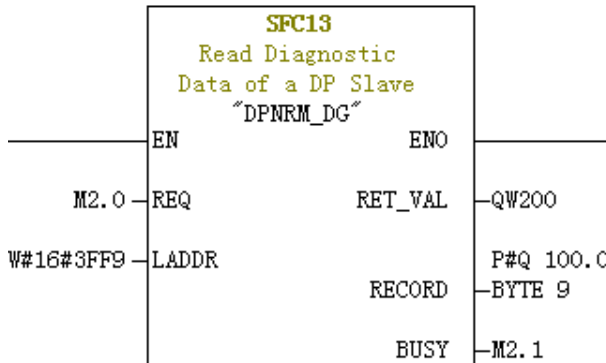 SFC13
Read Diagnostic
Data of a DP Slave
"DPNRM_DG"
EN ENO
M2.0 REQ RET_VAL QW200
W#16#3FF9 LADDR P#Q 100.0
RECORD BYTE 9
BUSY M2.1